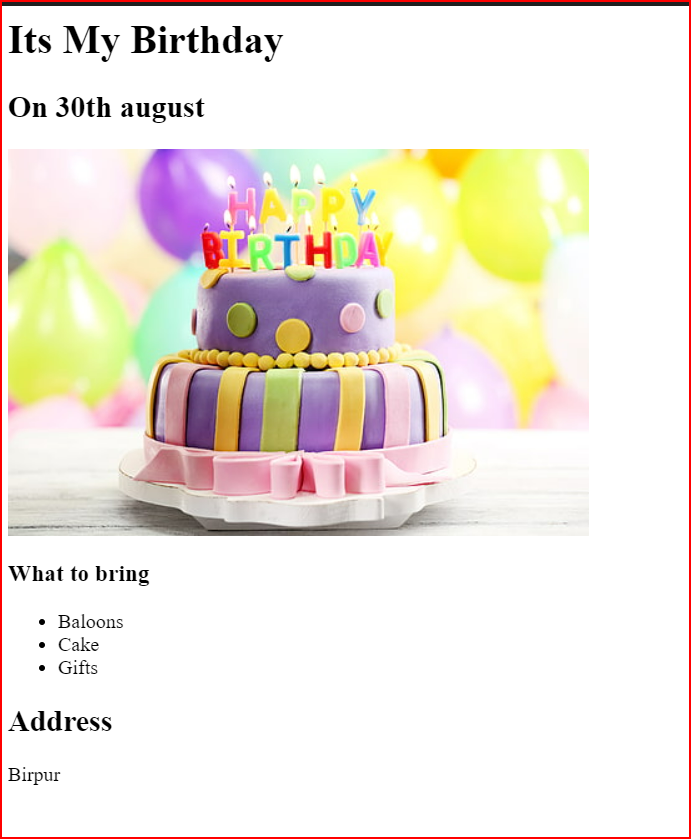 Its My Birthday
On 30th august
HAPPY
BIRTHDAY
What to bring
Baloons
Cake
Gifts
Address
Birpur